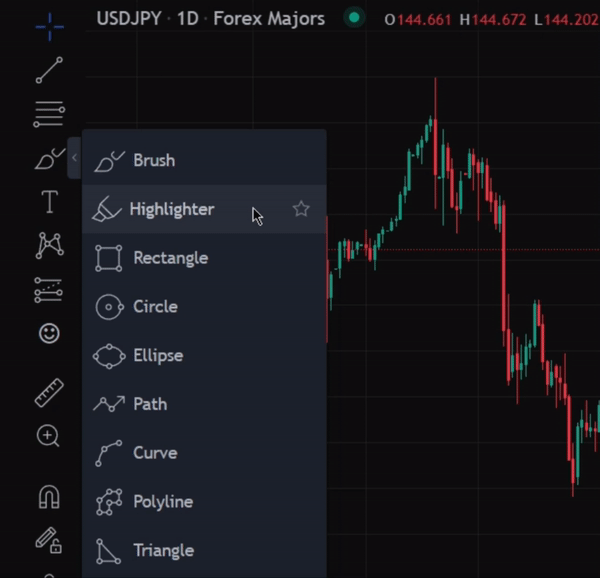 USDJPY · 1D · Forex Majors O144.661 H144.672 L144.202
Brush
Highlighter
Rectangle
Circle
Ellipse
Path
Curve
Polyline
Triangle